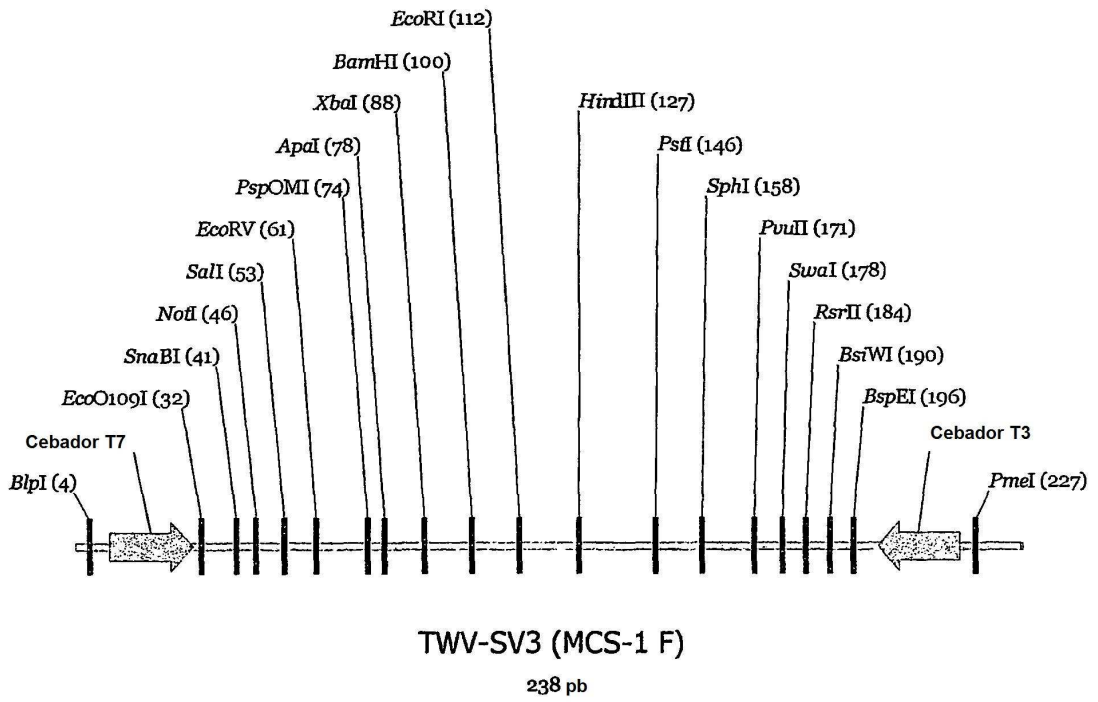 EcoRI (112)
BamHI (100)
XbaI (88)
HindIII (127)
ApaI (78)
PstI (146)
PspOMI (74)
SphI (158)
EcoRV (61)
PvuII (171)
SalI (53)
SwaI (178)
NotI (46)
RsrII (184)
SnaBI (41)
BsiWI (190)
EcoO109I (32)
BspEI (196)
Cebador T7
Cebador T3
BlpI (4)
PmeI (227)
TWV-SV3 (MCS-1 F)
238 pb